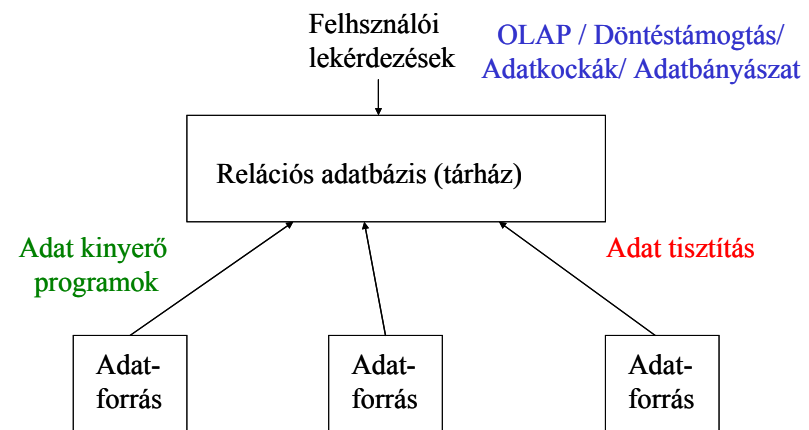 Felhsználói
lekérdezések
OLAP / Döntéstámogtás/
Adatkockák/ Adatbányászat
Relációs adatbázis (tárház)
Adat kinyerő
programok
Adat tisztítás
Adat-
forrás
Adat-
forrás
Adat-
forrás